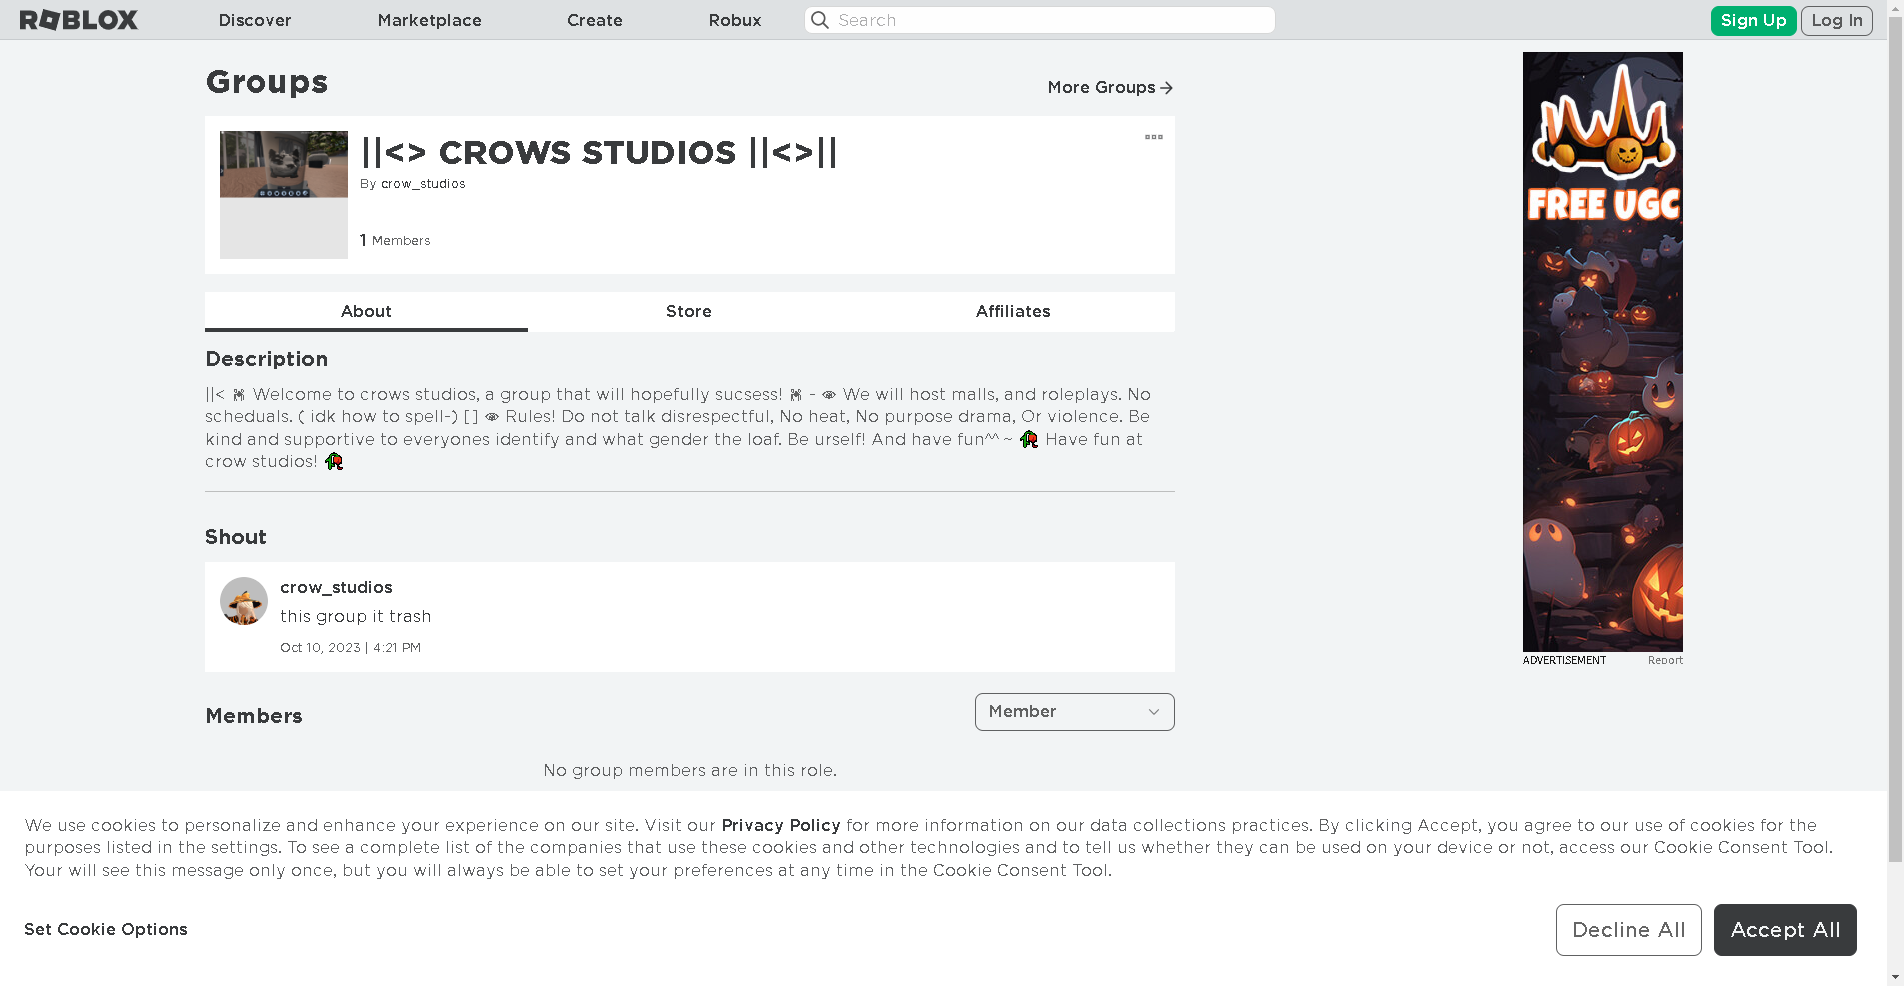 ROBLOX Discover Marketplace Create Robux Search Sign Up Log In
Groups
More Groups
||<> CROWS STUDIOS ||<>||
By crow_studios
1 Members
About Store Affiliates
Description
||< Welcome to crows studios, a group that will hopefully sucsess! - 👁 We will host malls, and roleplays. No
scheduals. ( idk how to spell-) [] 👁 Rules! Do not talk disrespectful, No heat, No purpose drama, Or violence. Be
kind and supportive to everyones identify and what gender the loaf. Be urself! And have fun^^ ~ 🥀 Have fun at
crow studios! 🥀
Shout
crow_studios
this group it trash
Oct 10, 2023 | 4:21 PM
Members
Member
No group members are in this role.
FREE UGC
ADVERTISEMENT Report
We use cookies to personalize and enhance your experience on our site. Visit our Privacy Policy for more information on our data collections practices. By clicking Accept, you agree to our use of cookies for the
purposes listed in the settings. To see a complete list of the companies that use these cookies and other technologies and to tell us whether they can be used on your device or not, access our Cookie Consent Tool.
Your will see this message only once, but you will always be able to set your preferences at any time in the Cookie Consent Tool.
Set Cookie Options
Decline All Accept All